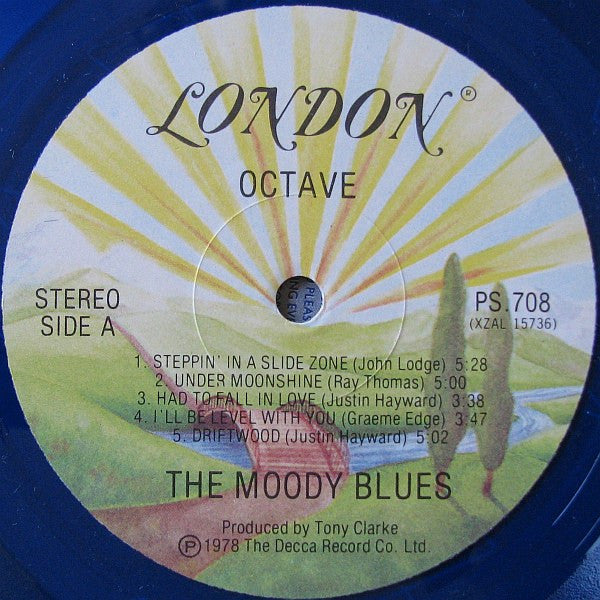 LONDON®
OCTAVE
STEREO
SIDE A
PS.708
(XZAL 15736)
PLEA
NG EV
1. STEPPIN' IN A SLIDE ZONE (John Lodge) 5:28
2. UNDER MOONSHINE (Ray Thomas) 5:00
3. HAD TO FALL IN LOVE (Justin Hayward) 3:38
4. I'LL BE LEVEL WITH YOU (Graeme Edge) 3:47
5. DRIFTWOOD (Justin Hayward) 5:02
THE MOODY BLUES
Produced by Tony Clarke
Ⓟ 1978 The Decca Record Co. Ltd.